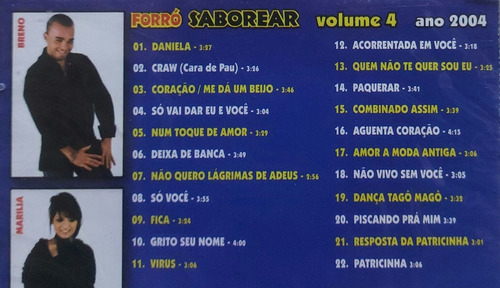 FORRÓ SABOREAR volume 4 ano 2004
BRENO
MARILIA
01. DANIELA - 3:27
02. CRAW (Cara de Pau) - 3:26
03. CORAÇÃO / ME DÁ UM BEIJO - 3:46
04. SÓ VAI DAR EU E VOCÊ - 3:04
05. NUM TOQUE DE AMOR - 3:29
06. DEIXA DE BANCA - 3:49
07. NÃO QUERO LÁGRIMAS DE ADEUS - 2:56
08. SÓ VOCÊ - 3:55
09. FICA - 3:24
10. GRITO SEU NOME - 4:00
11. VIRUS - 3:06
12. ACORRENTADA EM VOCÊ - 3:18
13. QUEM NÃO TE QUER SOU EU - 3:25
14. PAQUERAR - 3:41
15. COMBINADO ASSIM - 3:39
16. AGUENTA CORAÇÃO - 4:15
17. AMOR A MODA ANTIGA - 3:06
18. NÃO VIVO SEM VOCÊ - 3:05
19. DANÇA TAGÔ MAGÔ - 3:32
20. PISCANDO PRÁ MIM 3:39
21. RESPOSTA DA PATRICINHA 3:01
22. PATRICINHA 3:06